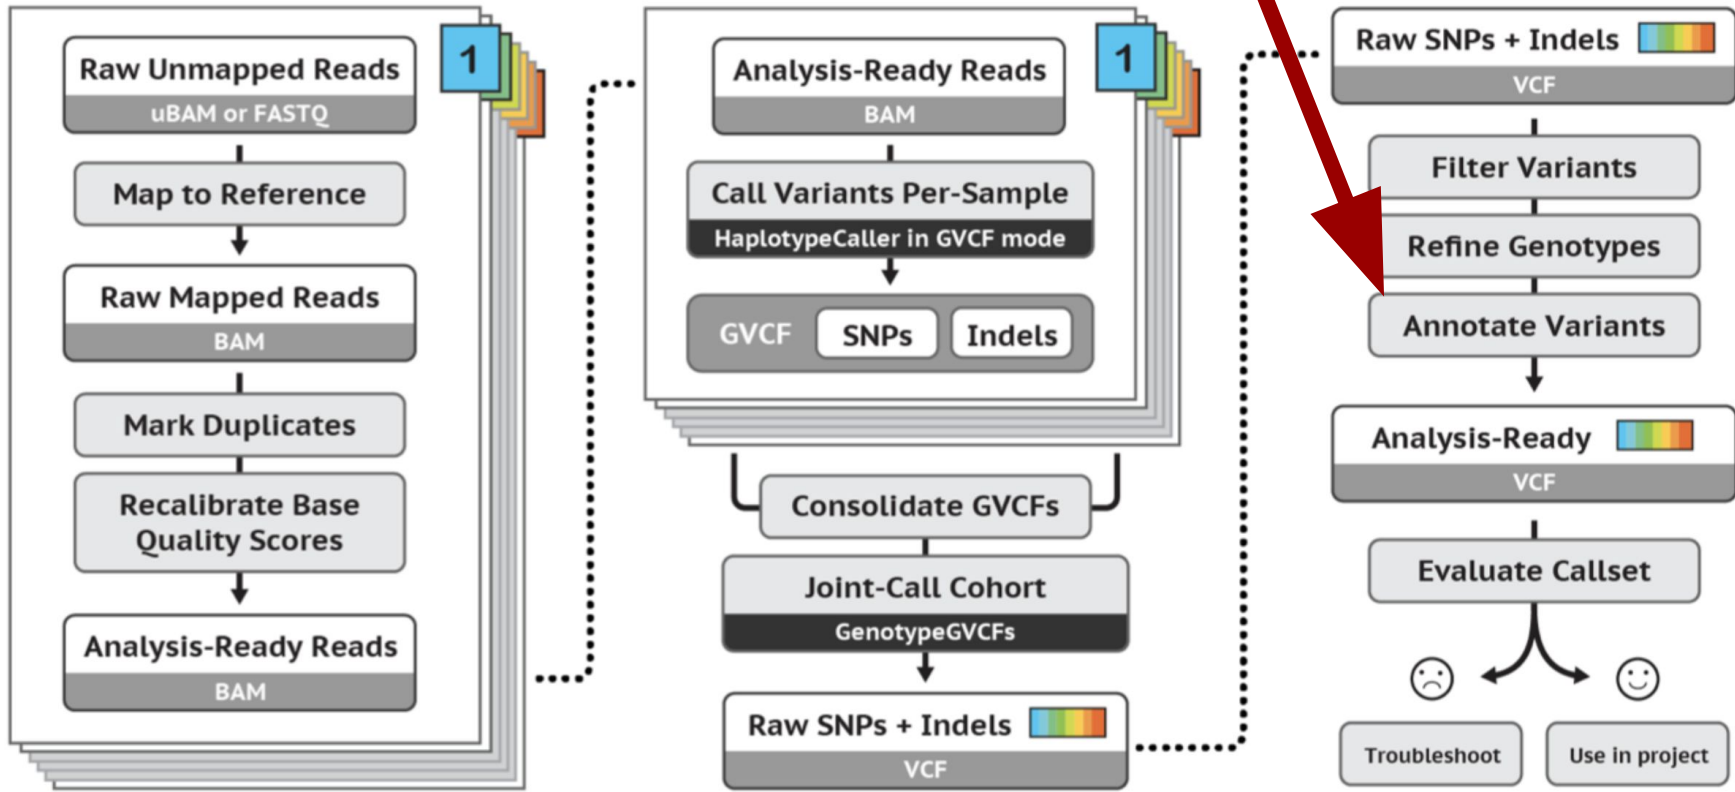 1
Raw Unmapped Reads
uBAM or FASTQ
Map to Reference
Raw Mapped Reads
BAM
Mark Duplicates
Recalibrate Base
Quality Scores
Analysis-Ready Reads
BAM
1
Analysis-Ready Reads
BAM
Call Variants Per-Sample
HaplotypeCaller in GVCF mode
GVCF SNPs Indels
Consolidate GVCFs
Joint-Call Cohort
GenotypeGVCFs
Raw SNPs + Indels
VCF
Raw SNPs + Indels
VCF
Filter Variants
Refine Genotypes
Annotate Variants
Analysis-Ready
VCF
Evaluate Callset
Troubleshoot
Use in project